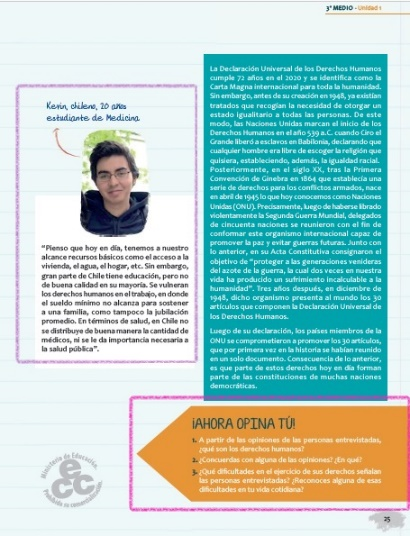 3° MEDIO - Unidad 1
Kevin, chileno, 20 años
estudiante de Medicina
"Pienso que hoy en día, tenemos a nuestro
alcance recursos básicos como el acceso a la
vivienda, el agua, el hogar, etc. Sin embargo,
gran parte de Chile tiene educación, pero no
de buena calidad en su mayoría. Se vulneran
los derechos humanos en el trabajo, en donde
el sueldo mínimo no alcanza para sostener
a una familia, como tampoco la jubilación
promedio. En términos de salud, en Chile no
se distribuye de buena manera la cantidad de
médicos, ni se le da importancia necesaria a
la salud pública".
La Declaración Universal de los Derechos Humanos
cumple 72 años en el 2020 y se identifica como la
Carta Magna internacional para toda la humanidad.
Sin embargo, antes de su creación en 1948, ya existían
tratados que recogían la necesidad de otorgar un
estado igualitario a todas las personas. De este
modo, las Naciones Unidas marcan el inicio de los
Derechos Humanos en el año 539 a.C. cuando Ciro el
Grande liberó a esclavos en Babilonia, declarando que
cualquier hombre era libre de escoger la religión que
quisiera, estableciendo, además, la igualdad racial.
Posteriormente, en el siglo XX, tras la Primera
Convención de Ginebra en 1864 que establecía una
serie de derechos para los conflictos armados, nace
en abril de 1945 lo que hoy conocemos como Naciones
Unidas (ONU). Precisamente, luego de haberse librado
violentamente la Segunda Guerra Mundial, delegados
de cincuenta naciones se reunieron con el fin de
conformar este organismo internacional capaz de
promover la paz y evitar guerras futuras. Junto con lo
anterior, en su Acta Constitutiva consignaron el
objetivo de "proteger a las generaciones venideras
del azote de la guerra, la cual dos veces en nuestra
vida ha producido un sufrimiento incalculable a la
humanidad". Tres años después, en diciembre de
1948, dicho organismo presenta al mundo los 30
artículos que componen la Declaración Universal de
los Derechos Humanos.
Luego de su declaración, los países miembros de la
ONU se comprometieron a promover los 30 artículos,
que por primera vez en la historia se habían reunido
en un solo documento. Consecuencia de lo anterior,
es que parte de estos derechos hoy en día forman
parte de las constituciones de muchas naciones
democráticas.
¡AHORA OPINA TÚ!
1. A partir de las opiniones de las personas entrevistadas,
¿qué son los derechos humanos?
2. ¿Concuerdas con alguna de las opiniones? ¿En qué?
3. ¿Qué dificultades en el ejercicio de sus derechos señalan
las personas entrevistadas? ¿Reconoces alguna de esas
dificultades en tu vida cotidiana?
Ministerio de Educación
ecc
Prohibida su comercialización
25